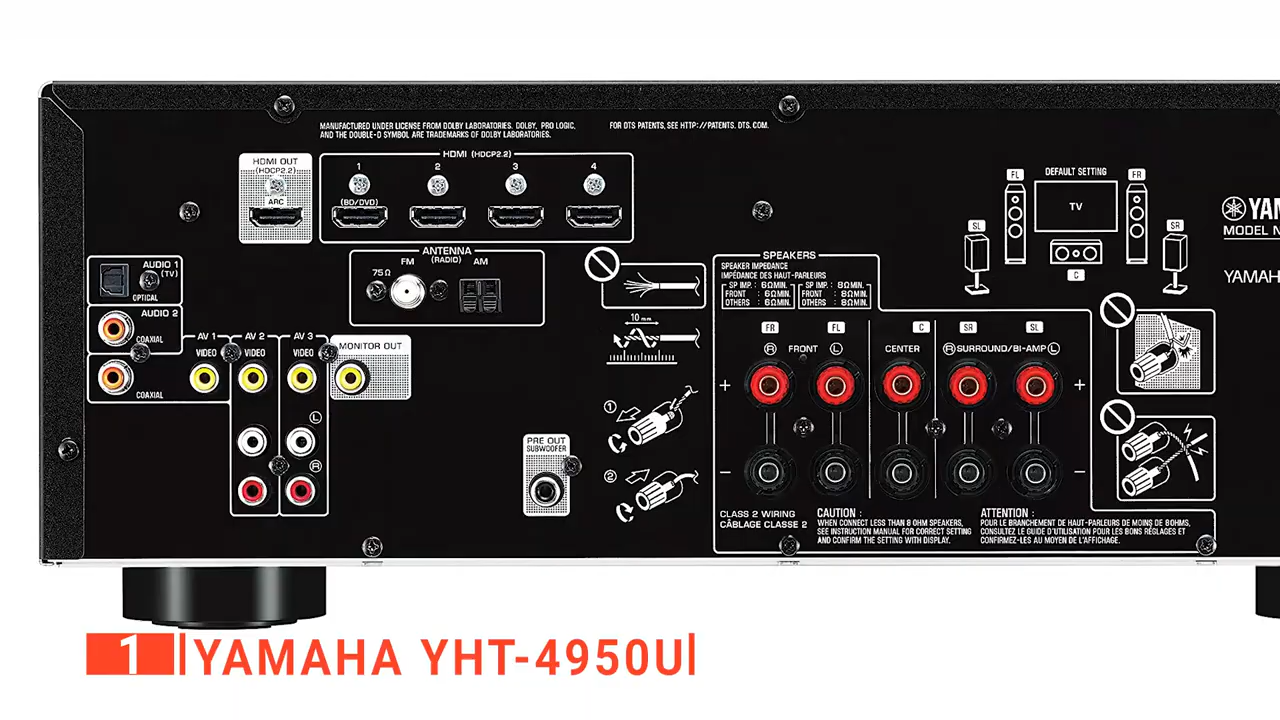 MANUFACTURED UNDER LICENSE FROM DOLBY LABORATORIES. DOLBY, PRO LOGIC,
AND THE DOUBLE-D SYMBOL ARE TRADEMARKS OF DOLBY LABORATORIES.
FOR DTS PATENTS, SEE HTTP://PATENTS. DTS. COM.
HDMI OUT
(HDCP2.2)
ARC
HDMI (HDCP2.2)
1 2 3 4
(BD/DVD)
ANTENNA
(RADIO)
75Ω FM AM
AUDIO 1
(TV)
OPTICAL
AUDIO 2
COAXIAL
COAXIAL
AV 1 AV 2 AV 3
VIDEO VIDEO VIDEO
MONITOR OUT
L
R
PRE OUT
SUBWOOFER
10 mm
1
2
SPEAKERS
SPEAKER IMPEDANCE
IMPÉDANCE DES HAUT-PARLEURS
SP IMP. : 6ΩMIN. SP IMP. : 8ΩMIN.
FRONT : 6ΩMIN. FRONT : 8ΩMIN.
OTHERS : 6ΩMIN. OTHERS : 8ΩMIN.
FR FL C SR SL
R FRONT L CENTER R SURROUND/BI-AMP L
+ +
− −
CLASS 2 WIRING
CÂBLAGE CLASSE 2
CAUTION :
WHEN CONNECT LESS THAN 8 OHM SPEAKERS,
SEE INSTRUCTION MANUAL FOR CORRECT SETTING
AND CONFIRM THE SETTING WITH DISPLAY.
ATTENTION :
POUR LE BRANCHEMENT DE HAUT-PARLEURS DE MOINS DE 8OHMS,
CONSULTEZ LE GUIDE D'UTILISATION POUR LES BONS RÉGLAGES ET
CONFIRMEZ-LES AU MOYEN DE L'AFFICHAGE.
DEFAULT SETTING
FL FR
TV
SL SR
C
YAM
MODEL N
YAMAH
1 YAMAHA YHT-4950U